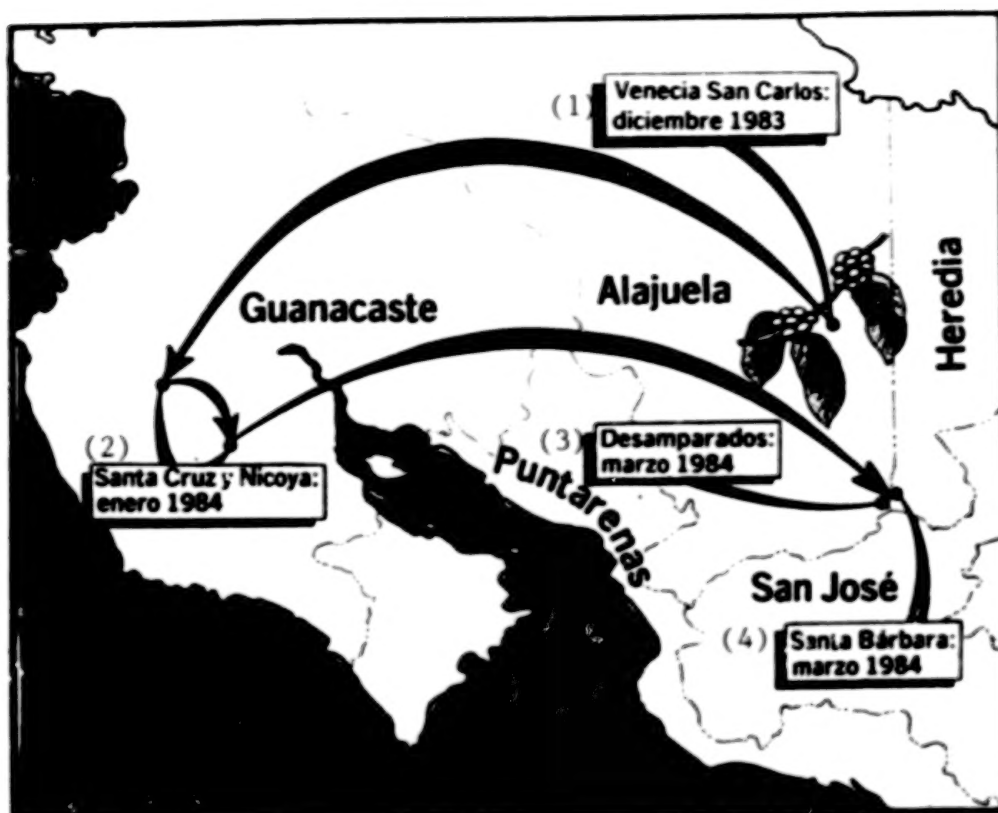 (1)
Venecia San Carlos:
diciembre 1983
Guanacaste
Alajuela
Heredia
(2)
Santa Cruz y Nicoya:
enero 1984
(3)
Desamparados:
marzo 1984
Puntarenas
San José
(4)
Santa Bárbara:
marzo 1984